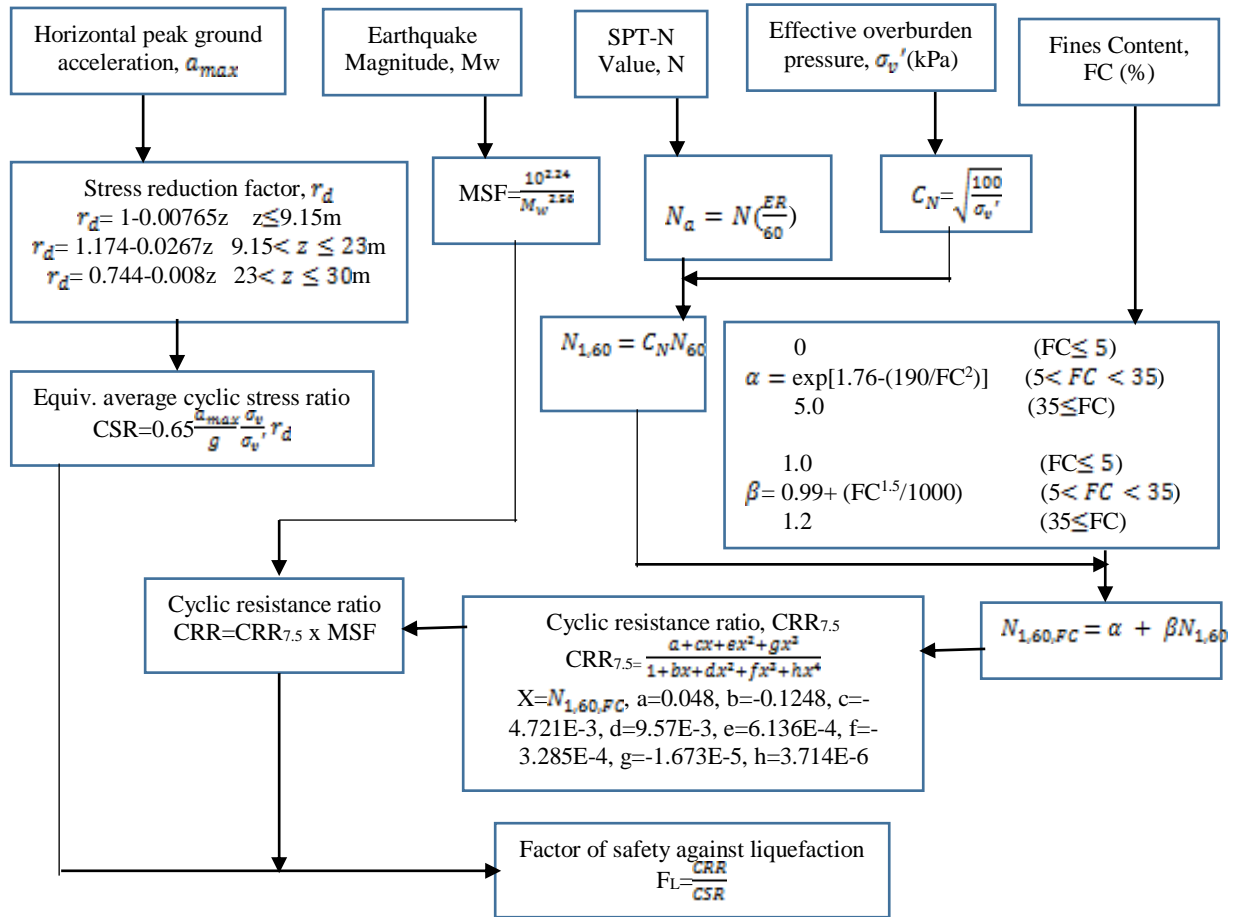 Horizontal peak ground
acceleration, a_max
Earthquake
Magnitude, Mw
SPT-N
Value, N
Effective overburden
pressure, σ_v'(kPa)
Fines Content,
FC (%)
Stress reduction factor, r_d
r_d= 1-0.00765z z≤9.15m
r_d= 1.174-0.0267z 9.15< z ≤ 23m
r_d= 0.744-0.008z 23< z ≤ 30m
MSF=10^2.24/M_w^2.56
N_a = N(ER/60)
C_N=√(100/σ_v')
N_1,60 = C_N N_60
0 (FC≤ 5)
α = exp[1.76-(190/FC²)] (5< FC < 35)
5.0 (35≤FC)
1.0 (FC≤ 5)
β= 0.99+ (FC^1.5/1000) (5< FC < 35)
1.2 (35≤FC)
Equiv. average cyclic stress ratio
CSR=0.65 a_max/g σ_v/σ_v' r_d
Cyclic resistance ratio
CRR=CRR7.5 x MSF
Cyclic resistance ratio, CRR7.5
CRR7.5= (a+cx+ex²+gx³)/(1+bx+dx²+fx³+hx⁴)
X=N_1,60,FC, a=0.048, b=-0.1248, c=-
4.721E-3, d=9.57E-3, e=6.136E-4, f=-
3.285E-4, g=-1.673E-5, h=3.714E-6
N_1,60,FC = α + βN_1,60
Factor of safety against liquefaction
F_L=CRR/CSR